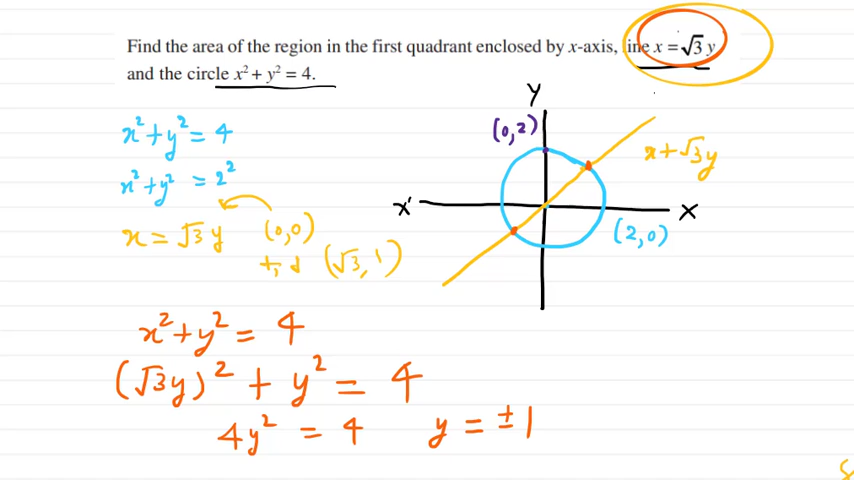 Find the area of the region in the first quadrant enclosed by x-axis, line x = √3 y
and the circle x² + y² = 4.
x² + y² = 4
x² + y² = 2²
x = √3 y (0,0)
(√3, 1)
Y
(0,2)
x + √3y
X'
X
(2,0)
x² + y² = 4
(√3y)² + y² = 4
4y² = 4 y = ±1